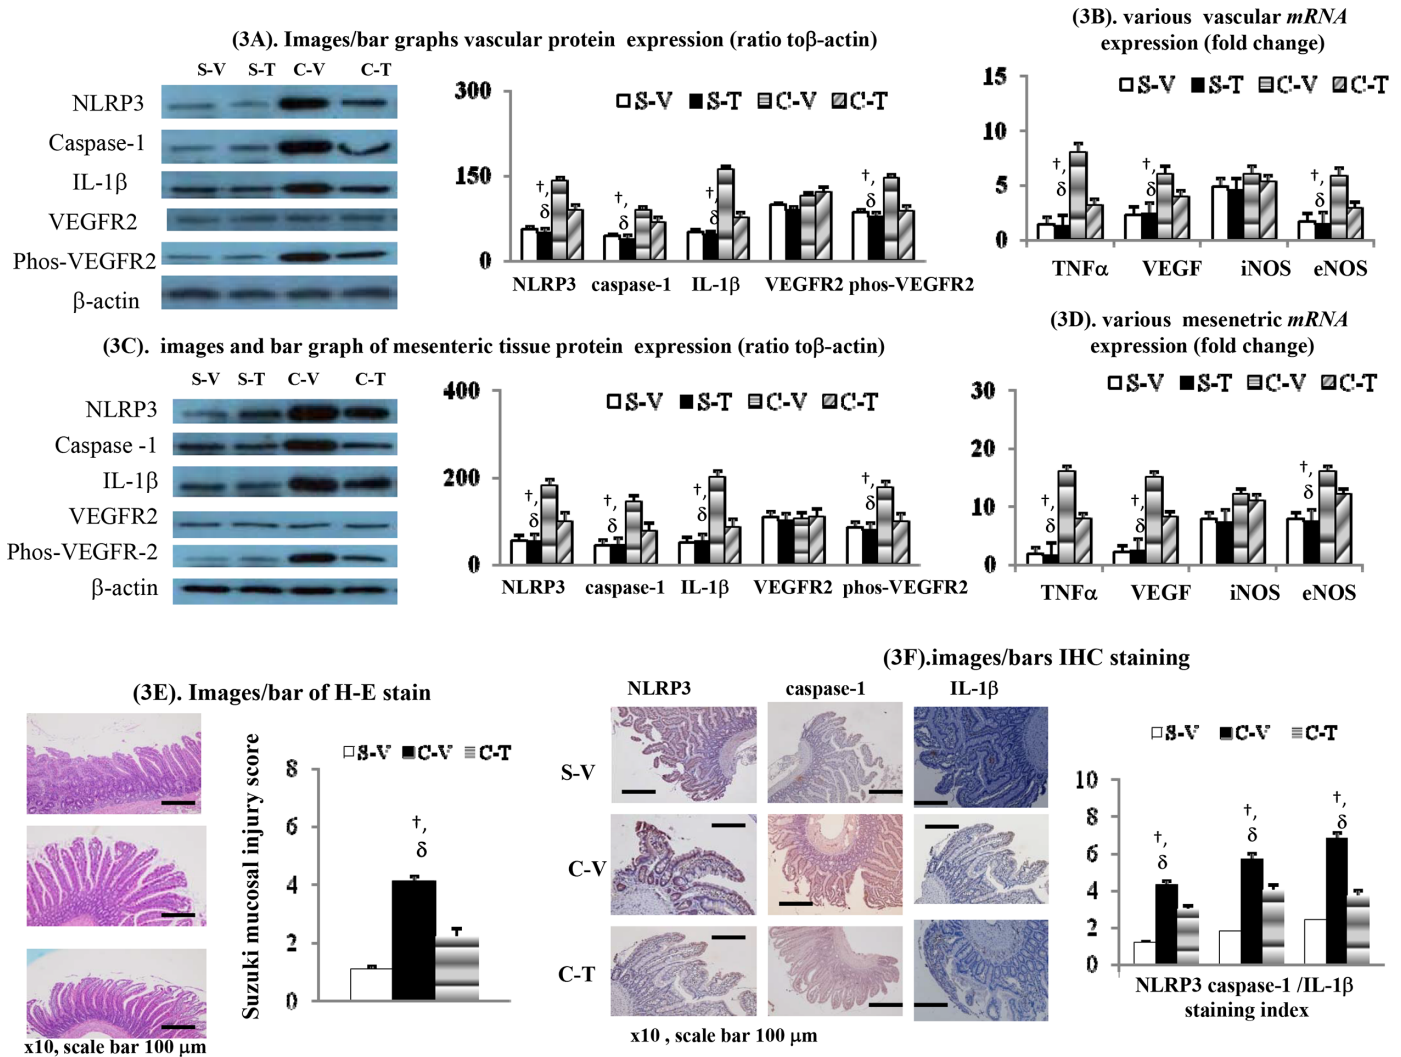 (3A). Images/bar graphs vascular protein expression (ratio toβ-actin)
S-V S-T C-V C-T
NLRP3
Caspase-1
IL-1β
VEGFR2
Phos-VEGFR2
β-actin
300
150
0
S-V S-T C-V C-T
†, δ †, δ †, δ †, δ
NLRP3 caspase-1 IL-1β VEGFR2 phos-VEGFR2
(3B). various vascular mRNA
expression (fold change)
15
10
5
0
S-V S-T C-V C-T
†, δ †, δ †, δ
TNFα VEGF iNOS eNOS
(3C). images and bar graph of mesenteric tissue protein expression (ratio toβ-actin)
S-V S-T C-V C-T
NLRP3
Caspase -1
IL-1β
VEGFR2
Phos-VEGFR-2
β-actin
400
200
0
S-V S-T C-V C-T
†, δ †, δ †, δ †, δ
NLRP3 caspase-1 IL-1β VEGFR2 phos-VEGFR2
(3D). various mesenetric mRNA
expression (fold change)
30
20
10
0
S-V S-T C-V C-T
†, δ †, δ †, δ
TNFα VEGF iNOS eNOS
(3E). Images/bar of H-E stain
x10, scale bar 100 μm
Suzuki mucosal injury score
8
6
4
2
0
S-V C-V C-T
†,
δ
(3F).images/bars IHC staining
NLRP3 caspase-1 IL-1β
S-V
C-V
C-T
x10 , scale bar 100 μm
S-V C-V C-T
10
8
6
4
2
0
†, δ †, δ †, δ
NLRP3 caspase-1 /IL-1β
staining index